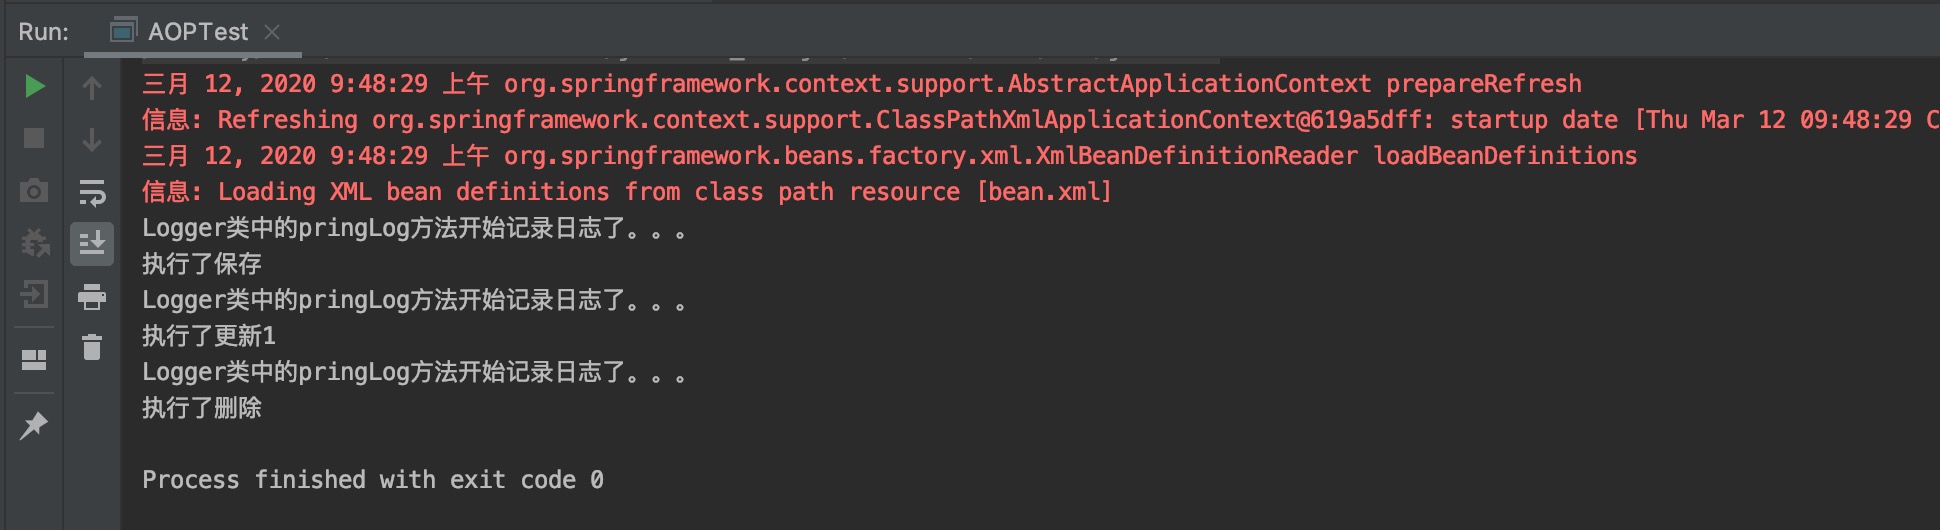 Run: AOPTest
三月 12, 2020 9:48:29 上午 org.springframework.context.support.AbstractApplicationContext prepareRefresh
信息: Refreshing org.springframework.context.support.ClassPathXmlApplicationContext@619a5dff: startup date [Thu Mar 12 09:48:29 C
三月 12, 2020 9:48:29 上午 org.springframework.beans.factory.xml.XmlBeanDefinitionReader loadBeanDefinitions
信息: Loading XML bean definitions from class path resource [bean.xml]
Logger类中的pringLog方法开始记录日志了。。。
执行了保存
Logger类中的pringLog方法开始记录日志了。。。
执行了更新1
Logger类中的pringLog方法开始记录日志了。。。
执行了删除
Process finished with exit code 0